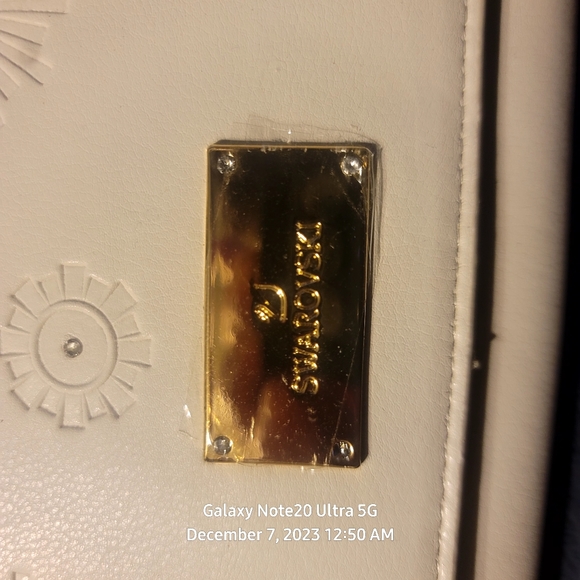 SWAROVSKI
Galaxy Note20 Ultra 5G
December 7, 2023 12:50 AM